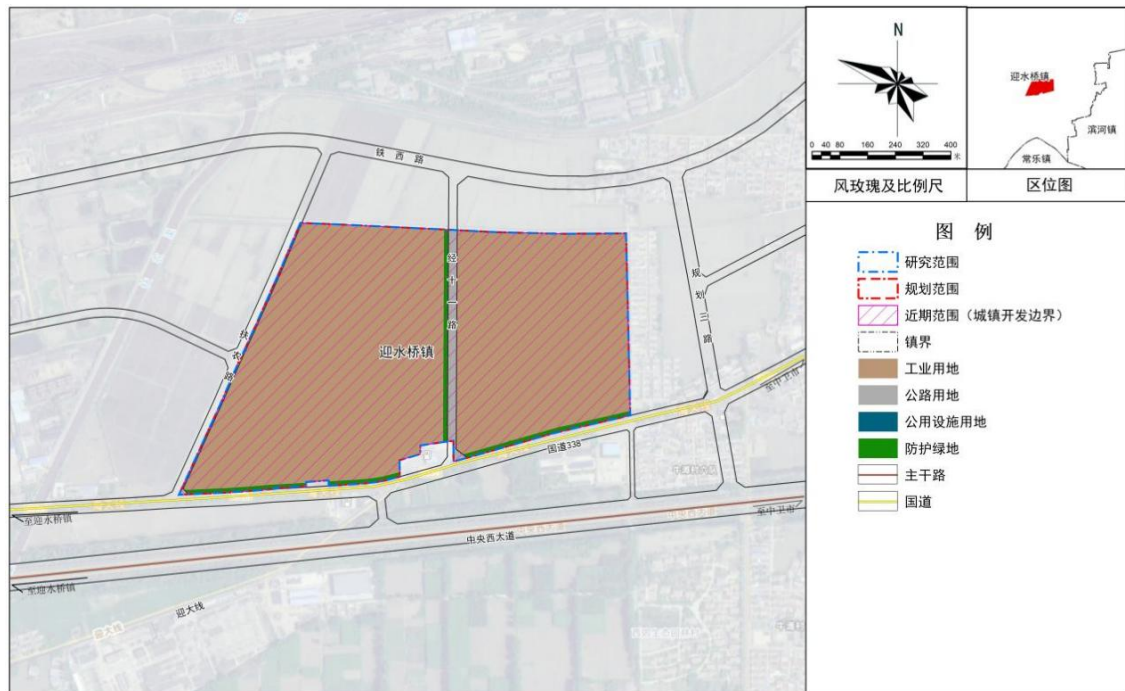 N
0 40 80 160 240 320 400
米
风玫瑰及比例尺
迎水桥镇
滨河镇
常乐镇
区位图
图 例
研究范围
规划范围
近期范围（城镇开发边界）
镇界
工业用地
公路用地
公用设施用地
防护绿地
主干路
国道
铁西路
经十一路
规划三路
扶农路
迎水桥镇
国道338
至中卫市
至迎水桥镇
中央西大道
至中卫市
至迎水桥镇
迎大线
迎大线